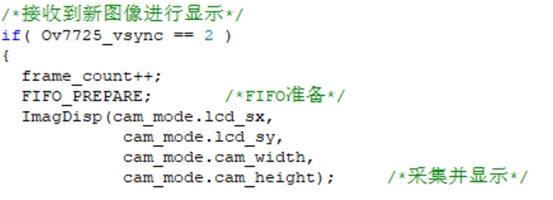 /*接收到新图像进行显示*/
if( Ov7725_vsync == 2 )
{
frame_count++;
FIFO_PREPARE; /*FIFO准备*/
ImagDisp(cam_mode.lcd_sx,
cam_mode.lcd_sy,
cam_mode.cam_width,
cam_mode.cam_height); /*采集并显示*/